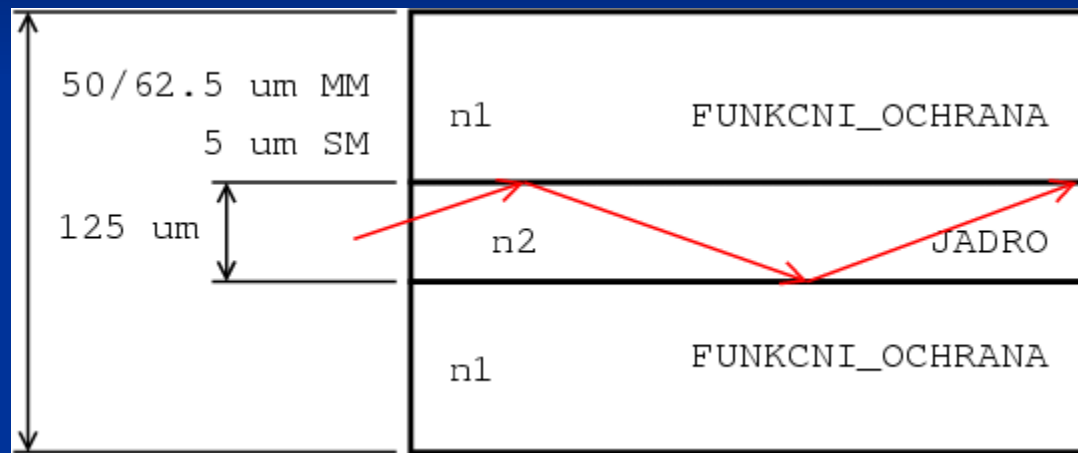 50/62.5 um MM
5 um SM
125 um
n1 FUNKCNI_OCHRANA
n2 JADRO
n1 FUNKCNI_OCHRANA